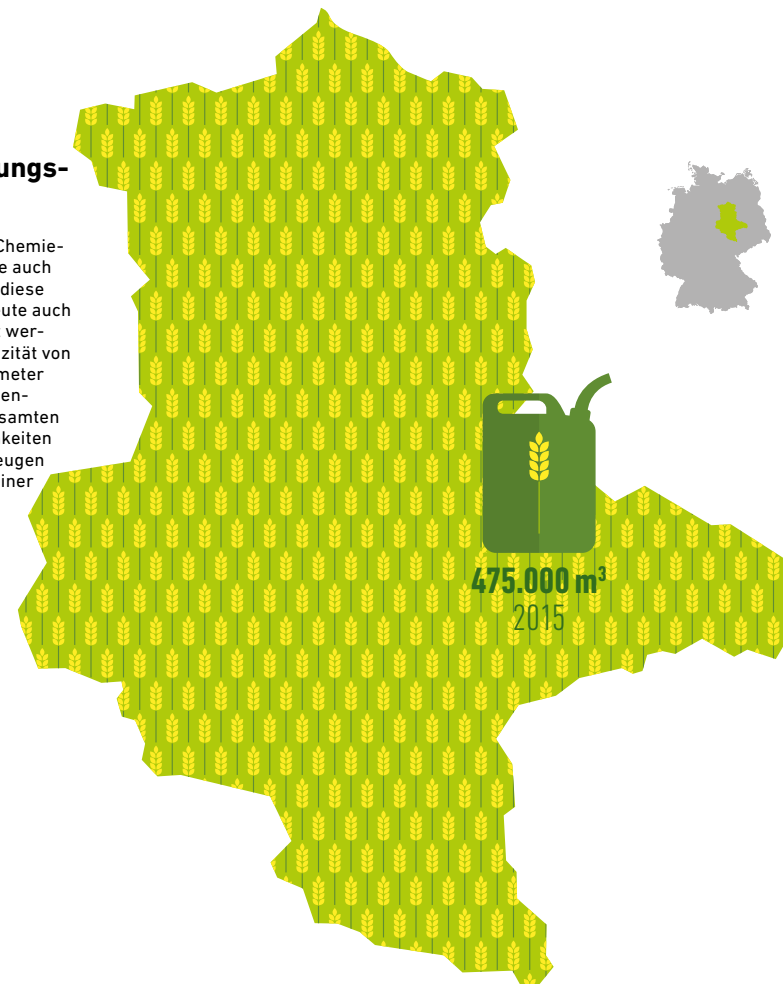 ungs-
Chemie-
e auch
diese
ute auch
t wer-
zität von
meter
en-
samten
keiten
eugen
iner
475.000 m³
2015